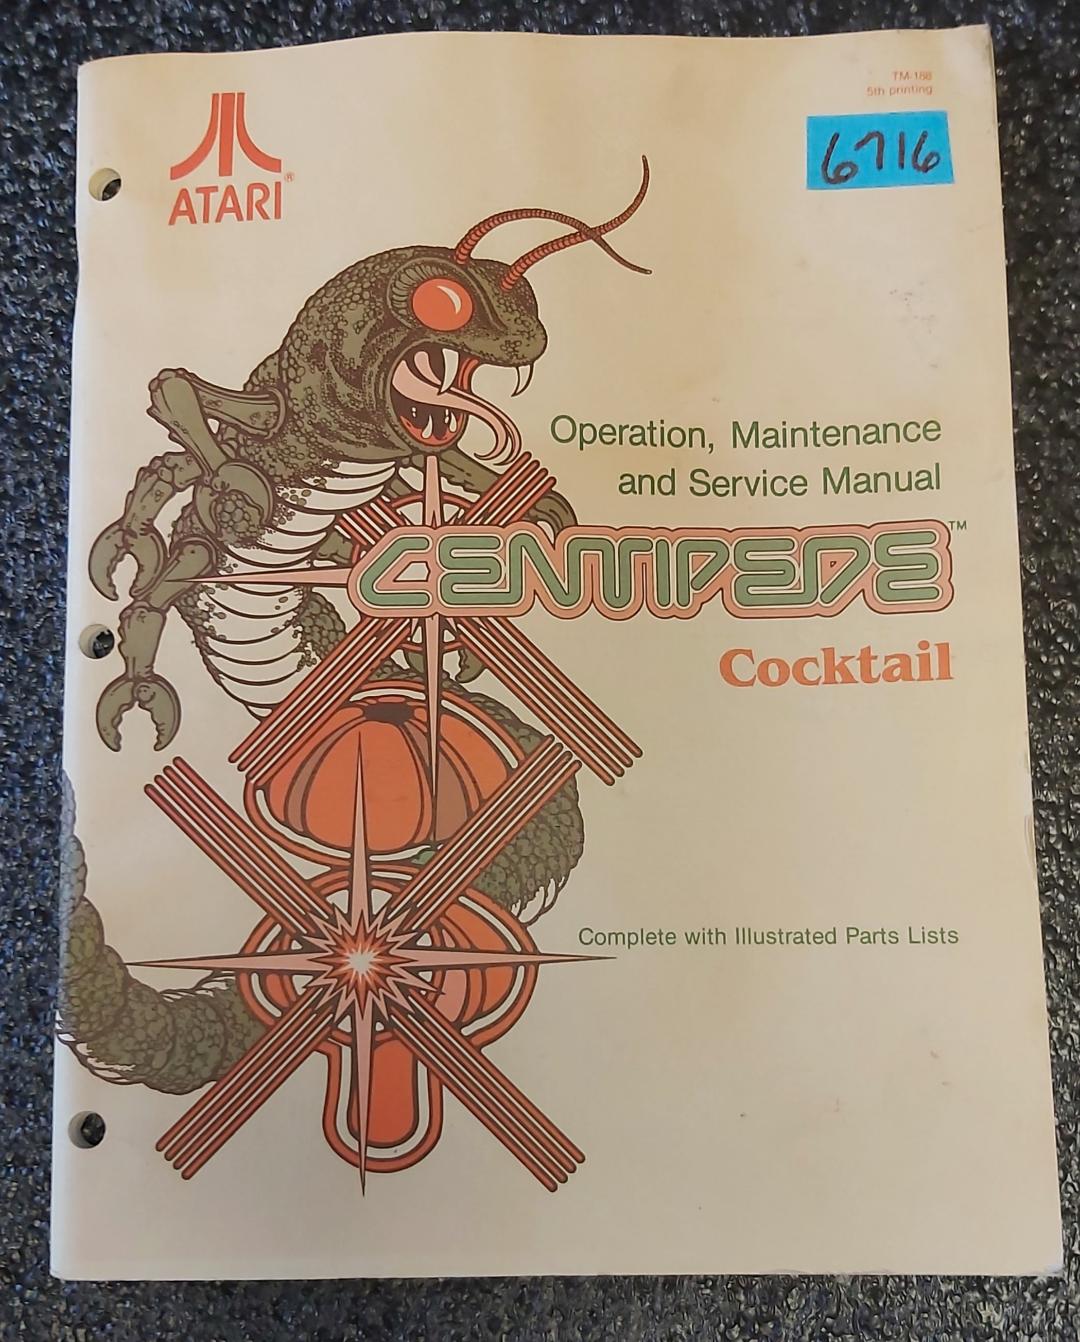 TM-188
5th printing
6716
ATARI®
Operation, Maintenance
and Service Manual
CENTIPEDE™
Cocktail
Complete with Illustrated Parts Lists